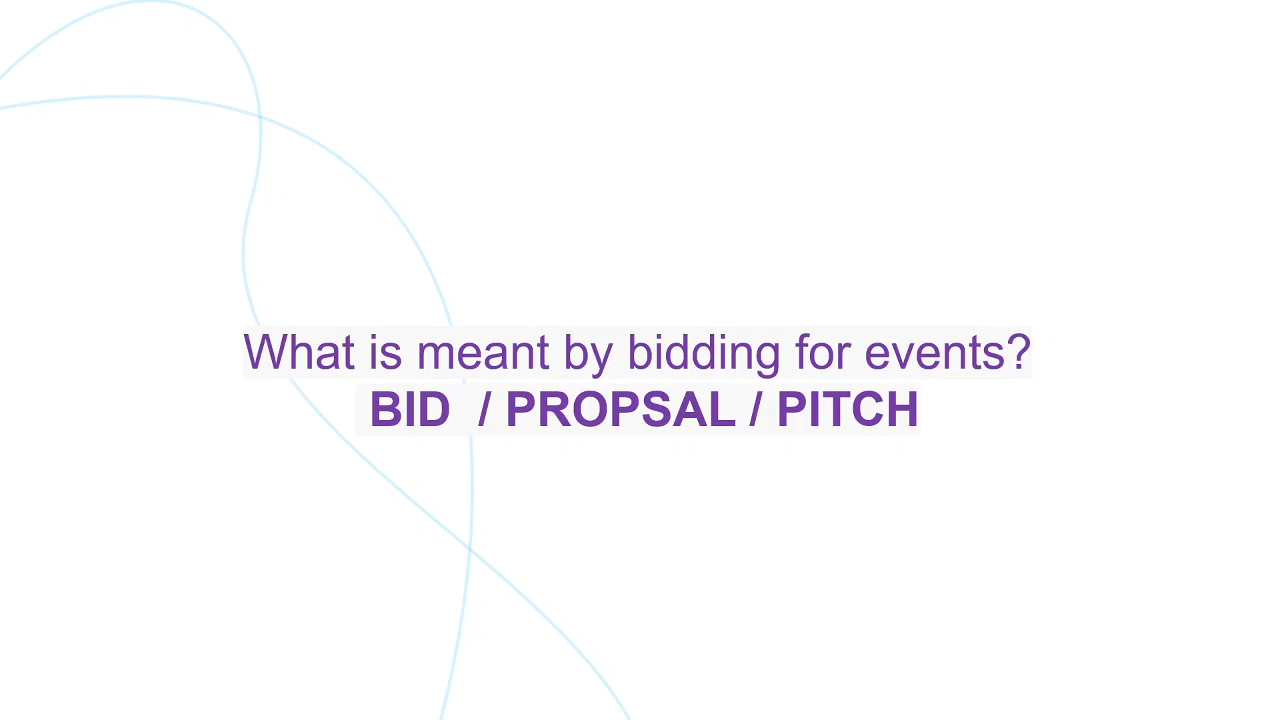 What is meant by bidding for events?
BID / PROPSAL / PITCH